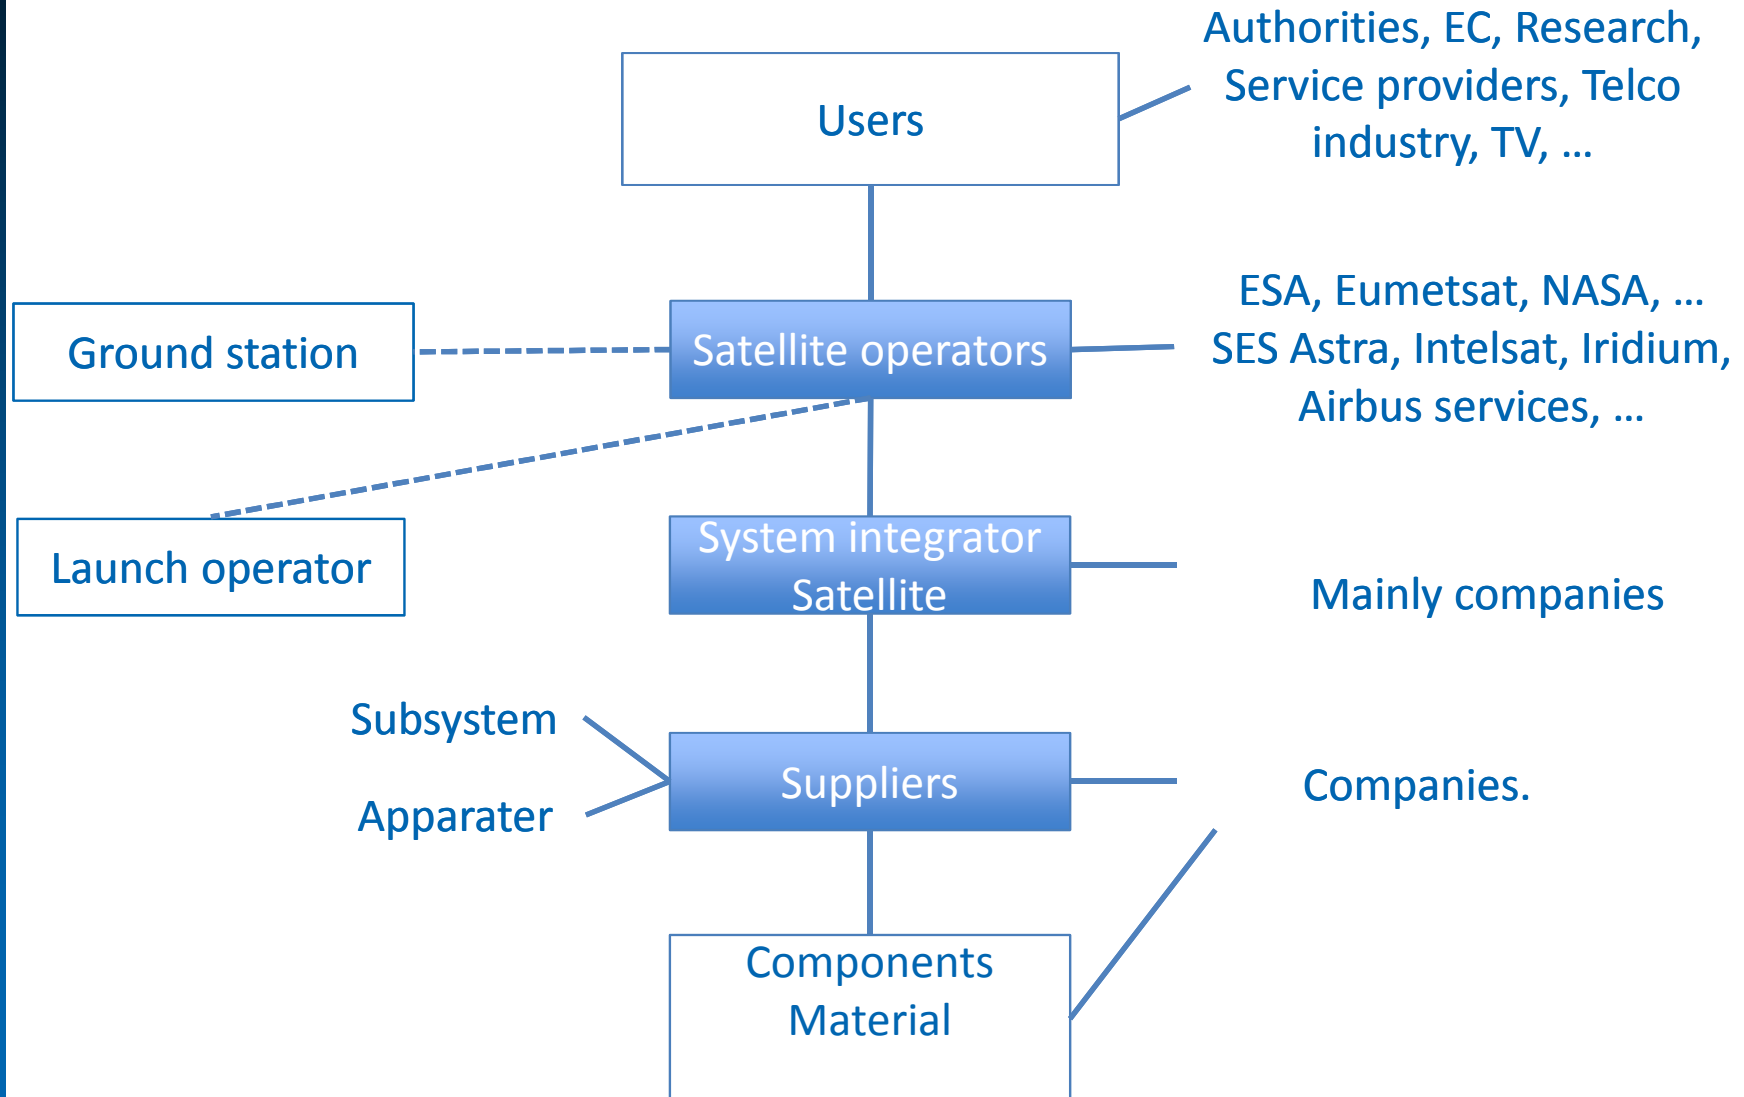 Authorities, EC, Research,
Service providers, Telco
industry, TV, ...
Users
ESA, Eumetsat, NASA, ...
SES Astra, Intelsat, Iridium,
Airbus services, ...
Ground station
Satellite operators
Launch operator
System integrator
Satellite
Mainly companies
Subsystem
Apparater
Suppliers
Companies.
Components
Material